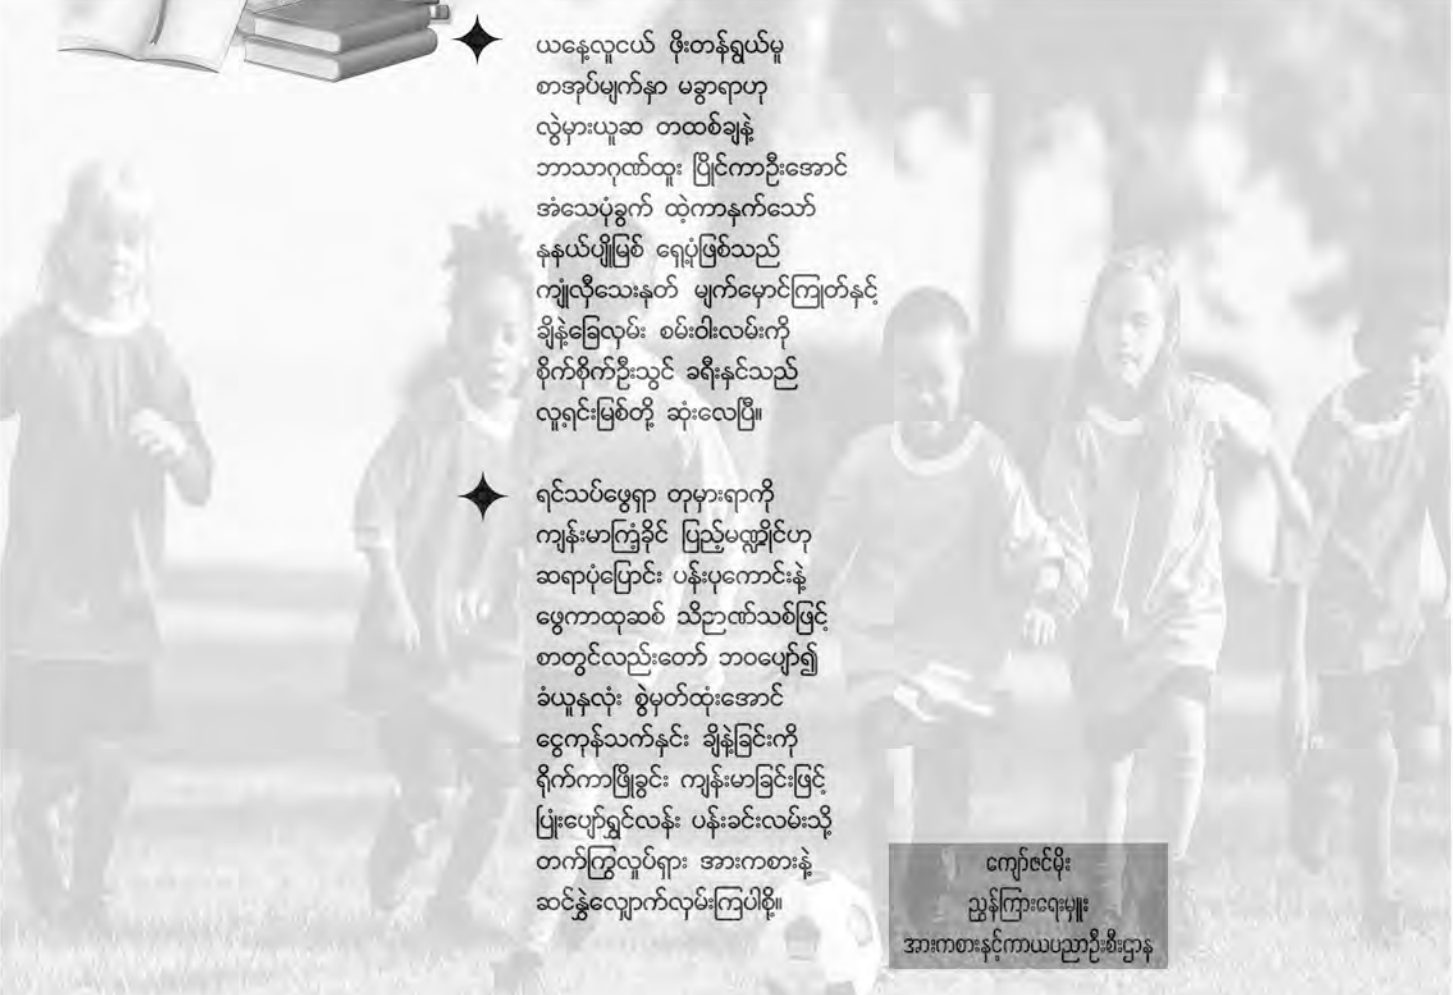 ယနေ့လူငယ် ဖိုးတန်ရွယ်မူ
စာအုပ်မျက်နှာ မခွာရာဟု
လွဲမှားယူဆ တထစ်ချနဲ့
ဘာသာဂုဏ်ထူး ပြိုင်ကာဦးအောင်
အံသေပုံခွက် ထဲ့ကာနက်သော်
နုနယ်ပျိုမြစ် ရှေ့ပုံဖြစ်သည်
ကျုံလှီသေးနုတ် မျက်မှောင်ကြုတ်နှင့်
ချိနဲ့ခြေလှမ်း စမ်းဝါးလမ်းကို
စိုက်စိုက်ဦးသွင် ခရီးနှင်သည်
လူ့ရင်းမြစ်တို့ ဆုံးလေပြီ။
ရင်သပ်ဖွေရှာ တုမှားရာကို
ကျန်းမာကြံ့ခိုင် ပြည့်မဏ္ဍိုင်ဟု
ဆရာပုံပြောင်း ပန်းပုကောင်းနဲ့
ဖွေကာထုဆစ် သိဉာဏ်သစ်ဖြင့်
စာတွင်လည်းတော် ဘဝပျော်၍
ခံယူနှလုံး စွဲမှတ်ထုံးအောင်
ငွေကုန်သက်နှင်း ချိနဲ့ခြင်းကို
ရိုက်ကာဖြိုခွင်း ကျန်းမာခြင်းဖြင့်
ပြုံးပျော်ရွှင်လန်း ပန်းခင်းလမ်းသို့
တက်ကြွလှုပ်ရှား အားကစားနဲ့
ဆင်နွှဲလျှောက်လှမ်းကြပါစို့။
ကျော်ဇင်မိုး
ညွှန်ကြားရေးမှူး
အားကစားနှင့်ကာယပညာဦးစီးဌာန